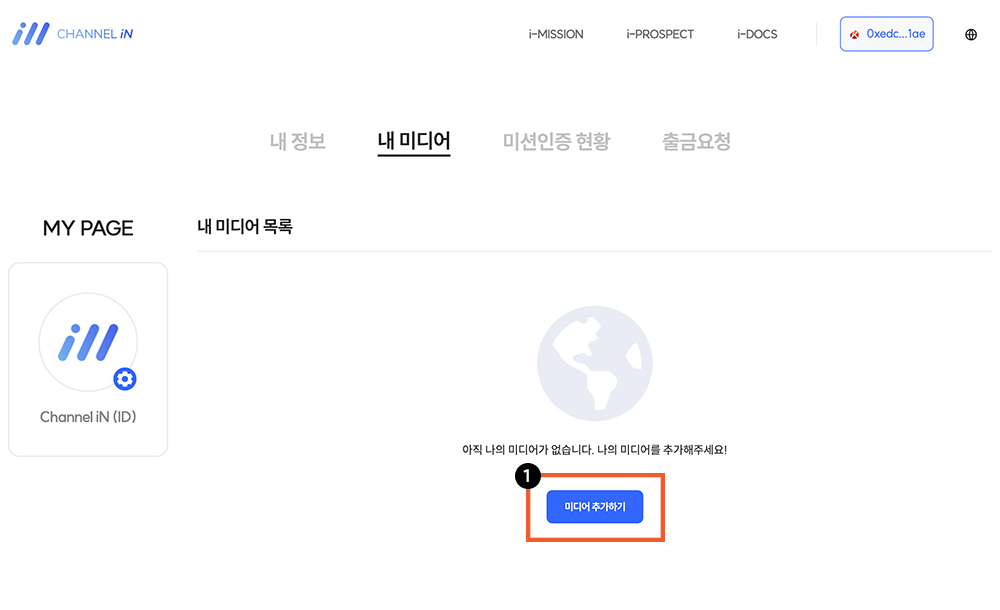 CHANNEL iN
i-MISSION i-PROSPECT i-DOCS 0xedc...1ae
내 정보 내 미디어 미션인증 현황 출금요청
MY PAGE
내 미디어 목록
Channel iN (ID)
아직 나의 미디어가 없습니다. 나의 미디어를 추가해주세요!
1
미디어 추가하기